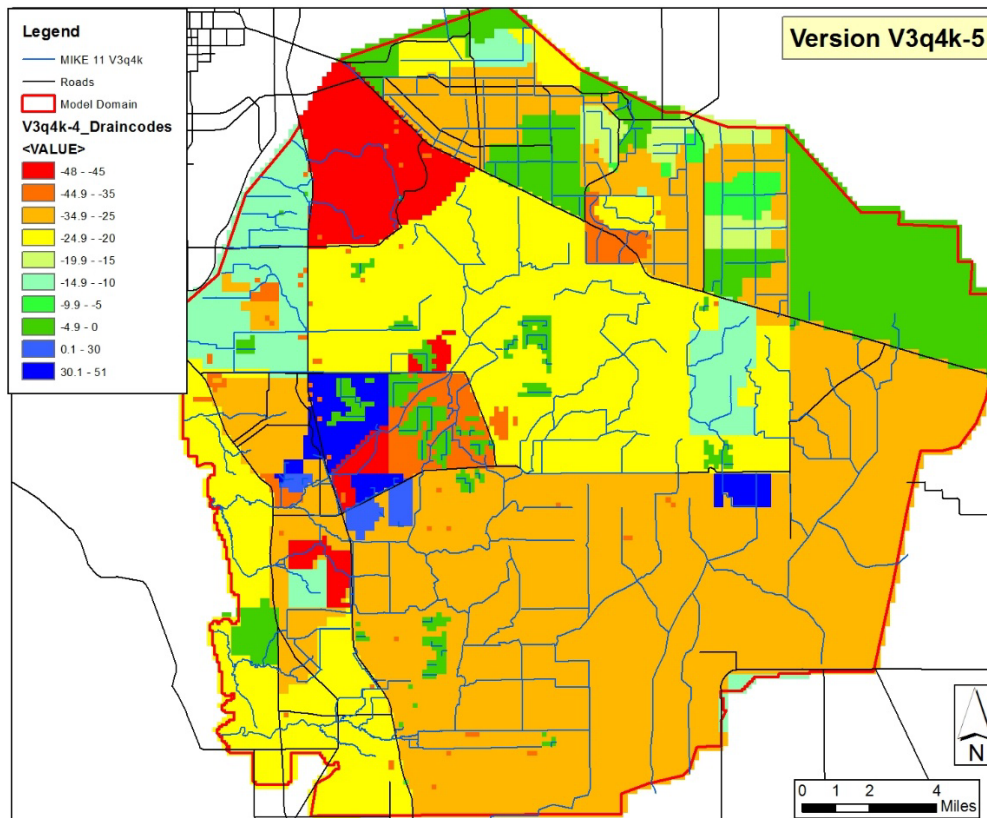 Legend
MIKE 11 V3q4k
Roads
Model Domain
V3q4k-4_Draincodes
<VALUE>
-48 - -45
-44.9 - -35
-34.9 - -25
-24.9 - -20
-19.9 - -15
-14.9 - -10
-9.9 - -5
-4.9 - 0
0.1 - 30
30.1 - 51
Version V3q4k-5
N
0 1 2 4
Miles